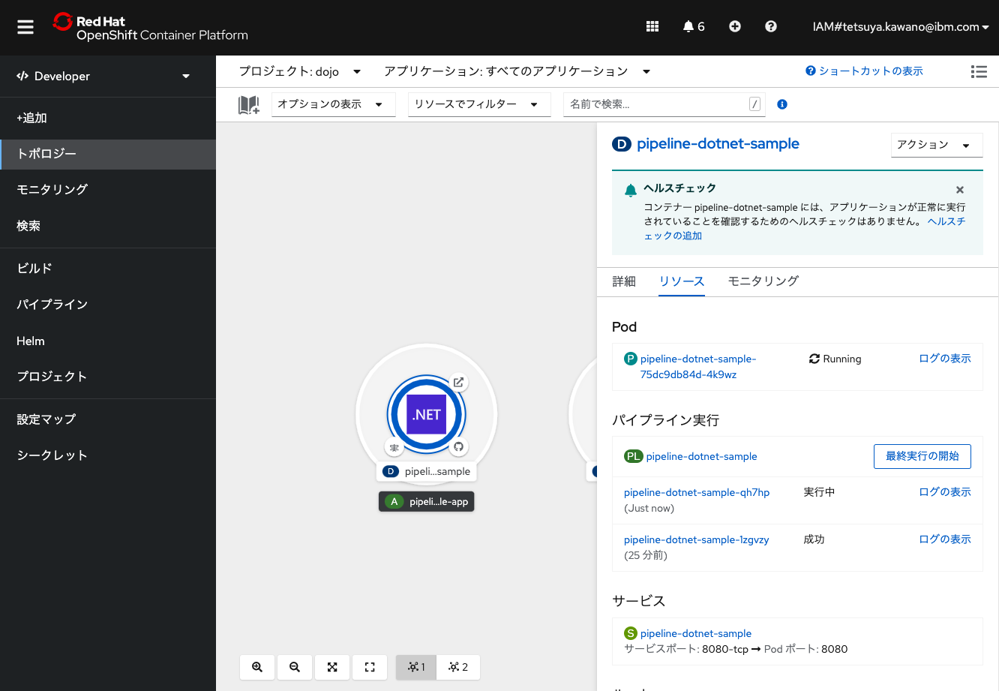 Red Hat
OpenShift Container Platform
6
IAM#tetsuya.kawano@ibm.com
Developer
+追加
トポロジー
モニタリング
検索
ビルド
パイプライン
Helm
プロジェクト
設定マップ
シークレット
プロジェクト: dojo
アプリケーション: すべてのアプリケーション
ショートカットの表示
オプションの表示
リソースでフィルター
名前で検索...
/
.NET
実
D pipeli...sample
A pipeli...le-app
D
1
2
D pipeline-dotnet-sample
アクション
ヘルスチェック
コンテナー pipeline-dotnet-sample には、アプリケーションが正常に実行
されていることを確認するためのヘルスチェックはありません。 ヘルスチ
ェックの追加
詳細
リソース
モニタリング
Pod
P pipeline-dotnet-sample-
75dc9db84d-4k9wz
Running
ログの表示
パイプライン実行
PL pipeline-dotnet-sample
最終実行の開始
pipeline-dotnet-sample-qh7hp
(Just now)
実行中
ログの表示
pipeline-dotnet-sample-1zgvzy
(25 分前)
成功
ログの表示
サービス
S pipeline-dotnet-sample
サービスポート: 8080-tcp → Pod ポート: 8080